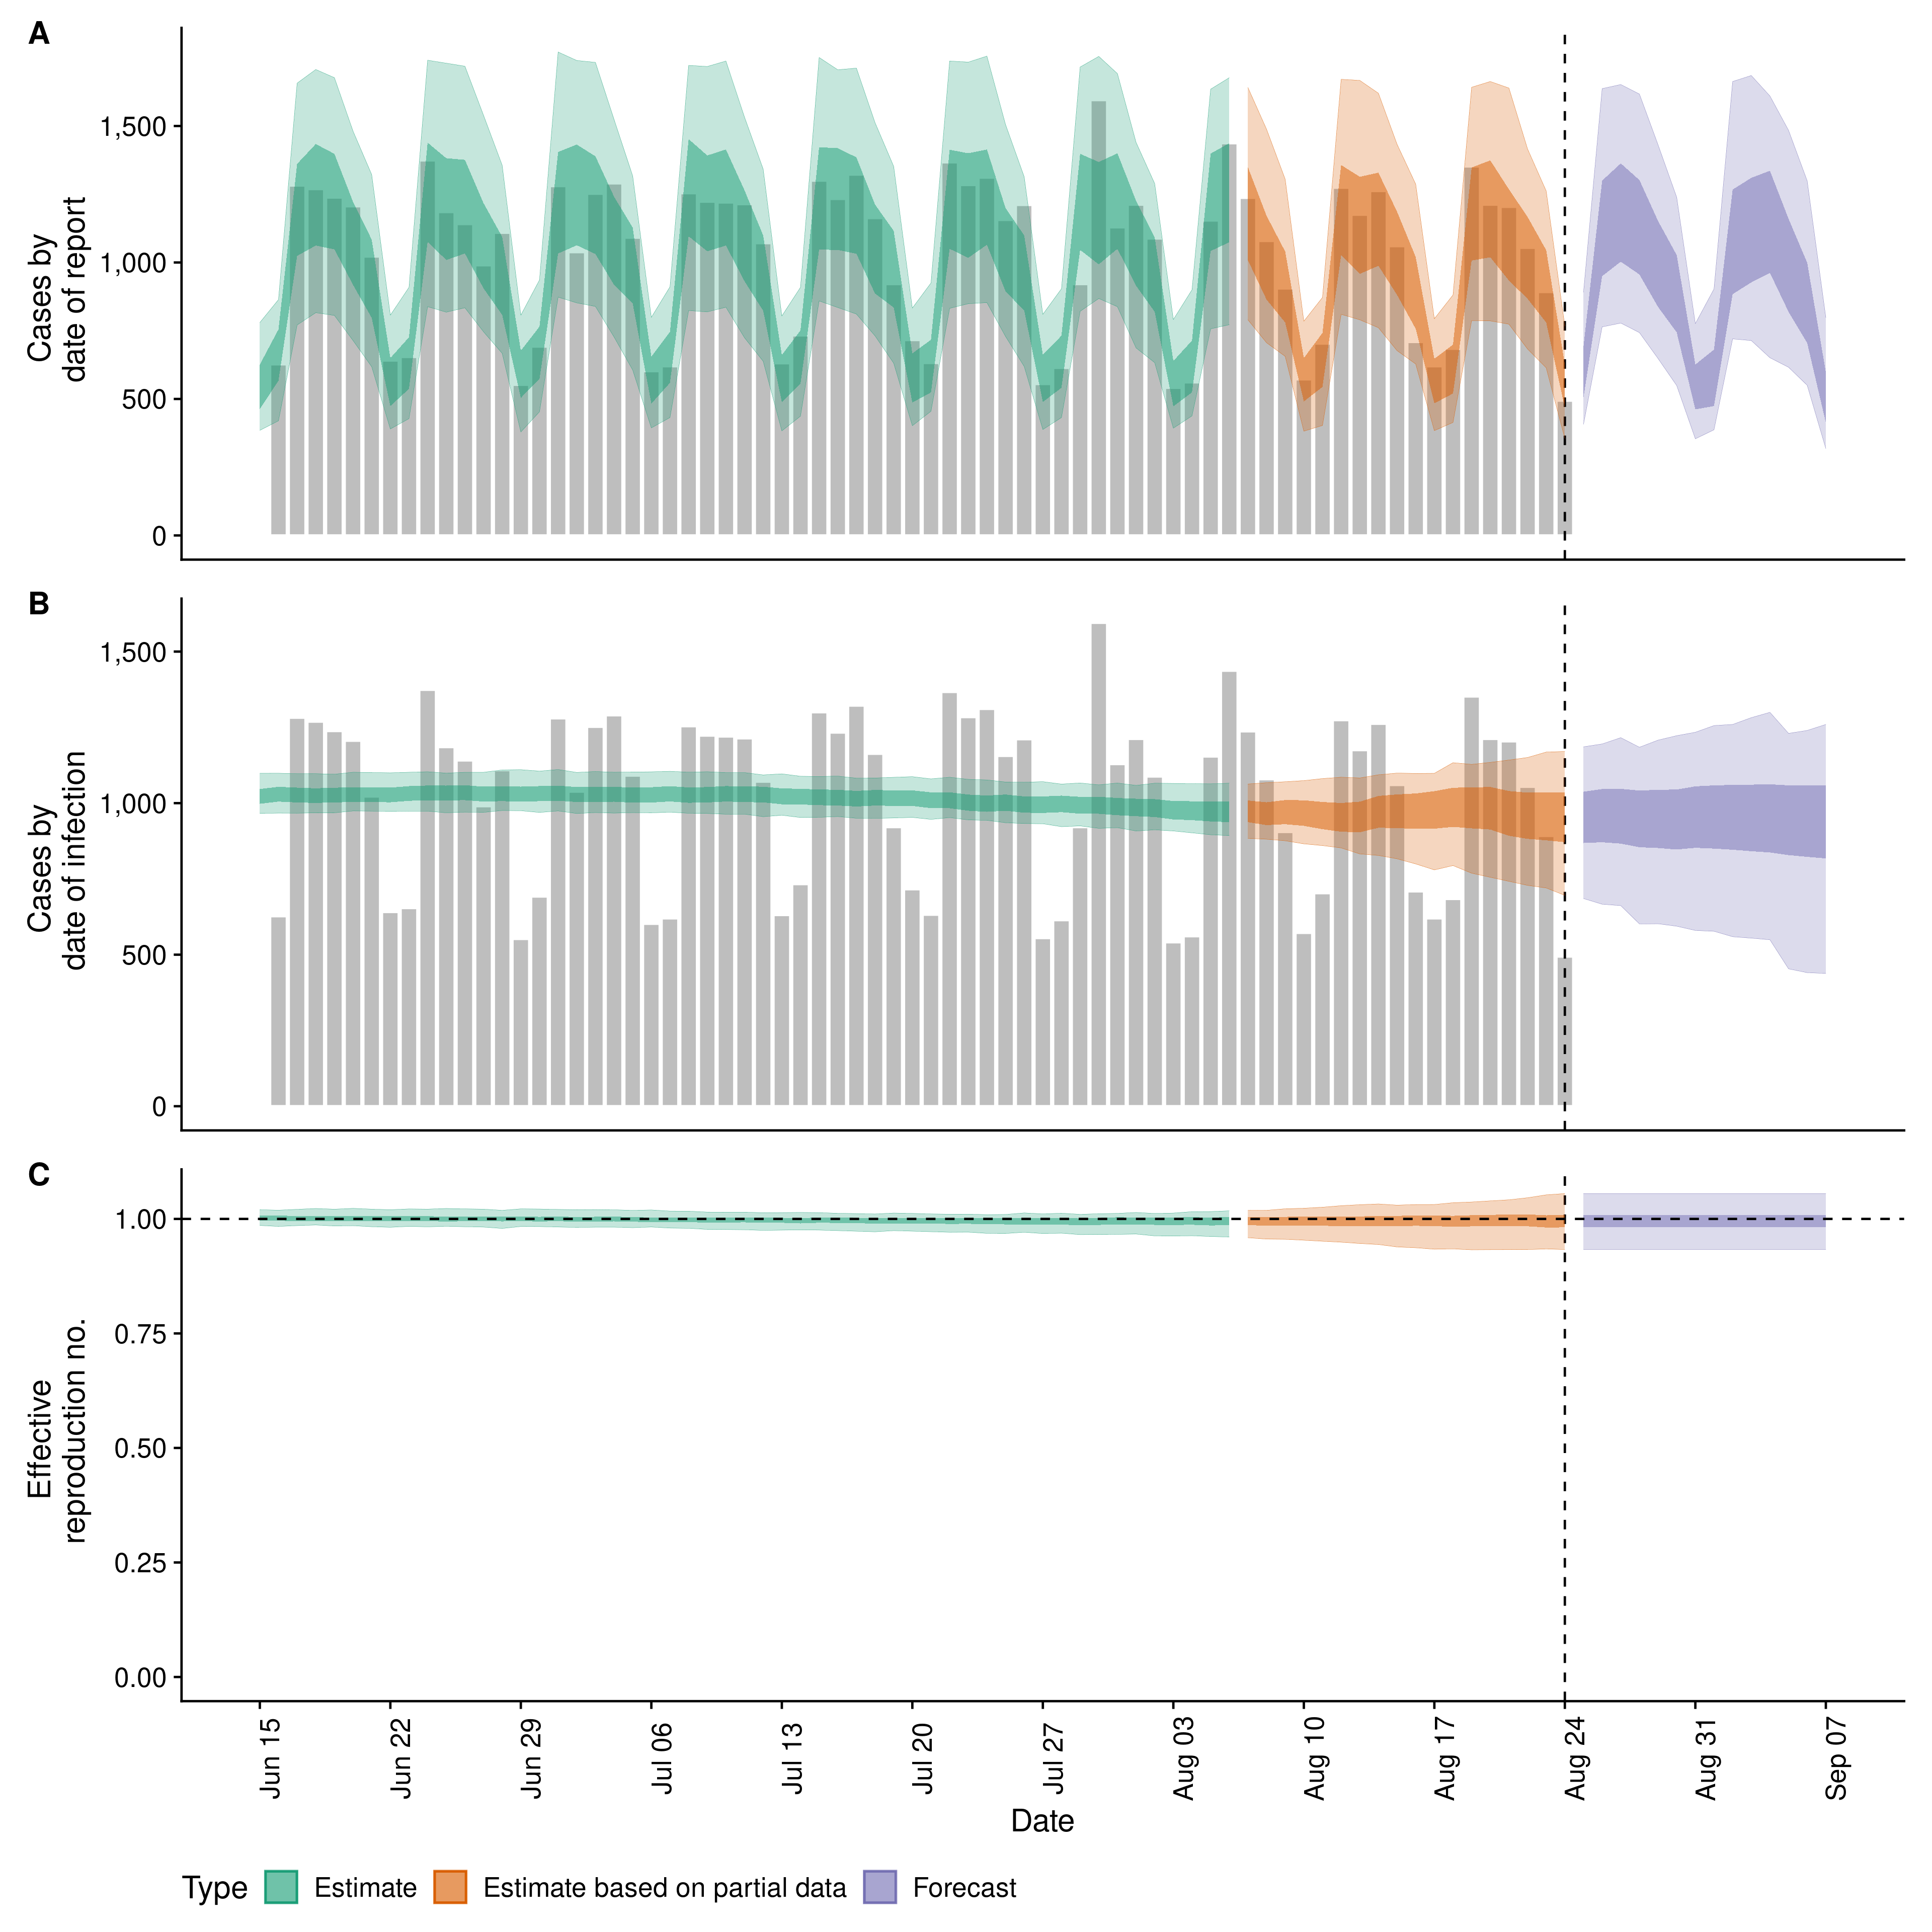 A
Cases by
date of report
1,500
1,000
500
0
B
Cases by
date of infection
1,500
1,000
500
0
C
Effective
reproduction no.
1.00
0.75
0.50
0.25
0.00
Jun 15
Jun 22
Jun 29
Jul 06
Jul 13
Jul 20
Jul 27
Aug 03
Aug 10
Aug 17
Aug 24
Aug 31
Sep 07
Date
Type Estimate Estimate based on partial data Forecast